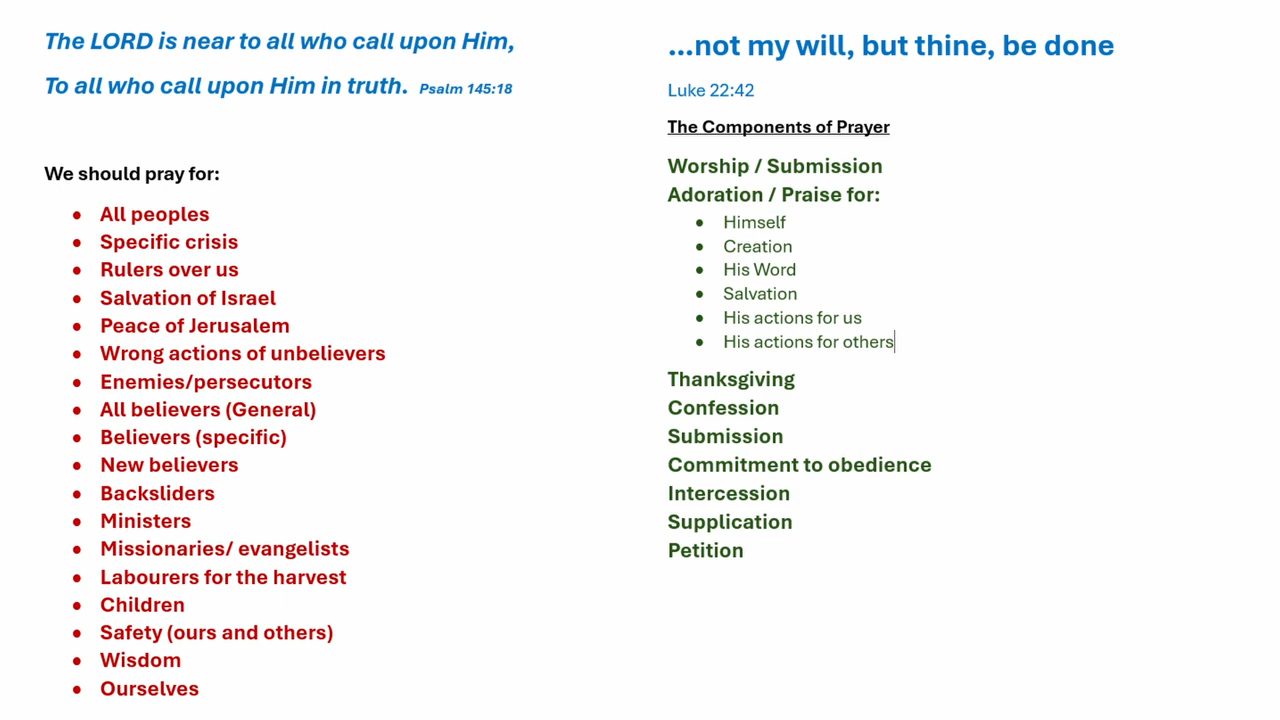 The LORD is near to all who call upon Him,
To all who call upon Him in truth. Psalm 145:18
We should pray for:
• All peoples
• Specific crisis
• Rulers over us
• Salvation of Israel
• Peace of Jerusalem
• Wrong actions of unbelievers
• Enemies/persecutors
• All believers (General)
• Believers (specific)
• New believers
• Backsliders
• Ministers
• Missionaries/ evangelists
• Labourers for the harvest
• Children
• Safety (ours and others)
• Wisdom
• Ourselves
...not my will, but thine, be done
Luke 22:42
The Components of Prayer
Worship / Submission
Adoration / Praise for:
• Himself
• Creation
• His Word
• Salvation
• His actions for us
• His actions for others
Thanksgiving
Confession
Submission
Commitment to obedience
Intercession
Supplication
Petition